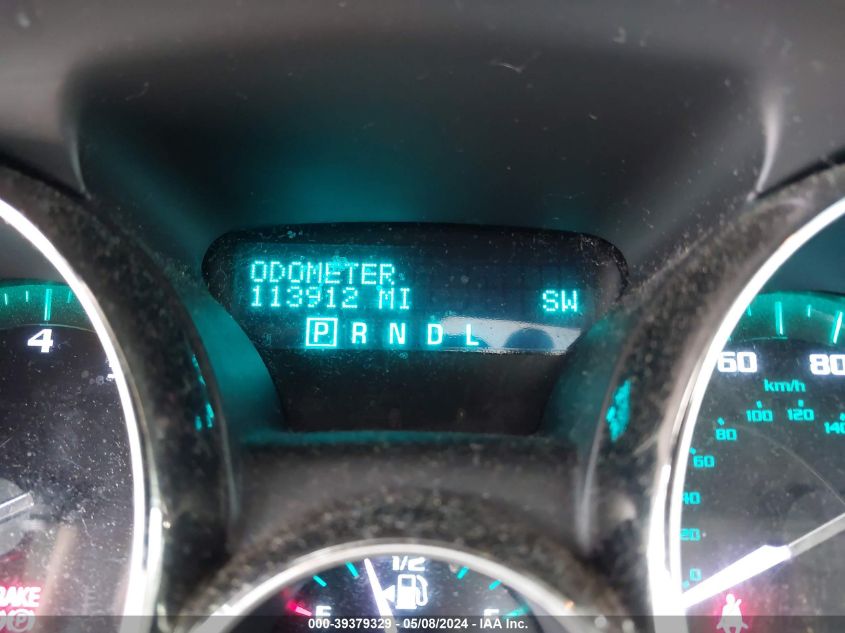 ODOMETER
113912 MI SW
P R N D L
4
60 80
km/h
80 100 120 140
60
40
20
0
1/2
E F
BRAKE
P
000-39379329 - 05/08/2024 - IAA Inc.